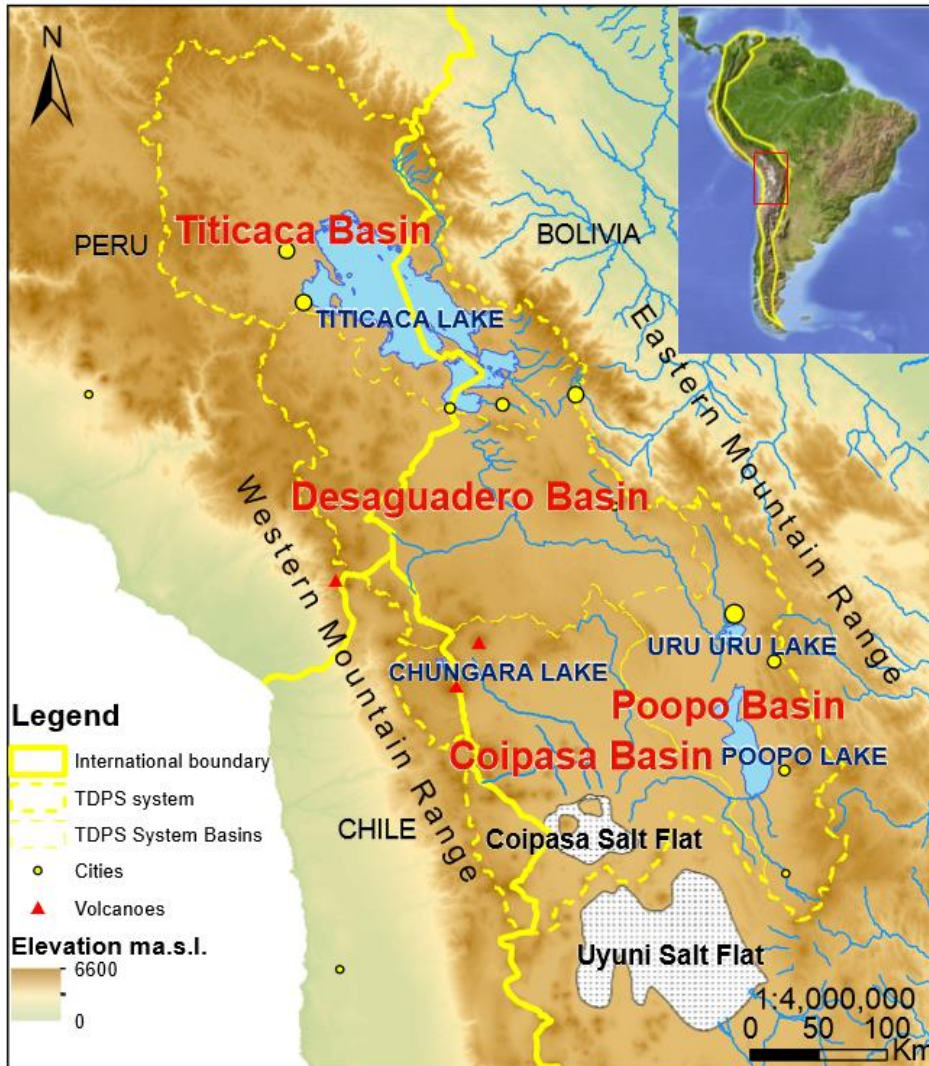 N
PERU
Titicaca Basin
BOLIVIA
TITICACA LAKE
Eastern Mountain Range
Western Mountain Range
Desaguadero Basin
URU URU LAKE
CHUNGARA LAKE
Poopo Basin
Coipasa Basin
POOPO LAKE
CHILE
Coipasa Salt Flat
Uyuni Salt Flat
Legend
International boundary
TDPS system
TDPS System Basins
Cities
Volcanoes
Elevation ma.s.l.
6600
0
1:4,000,000
0 50 100
Km